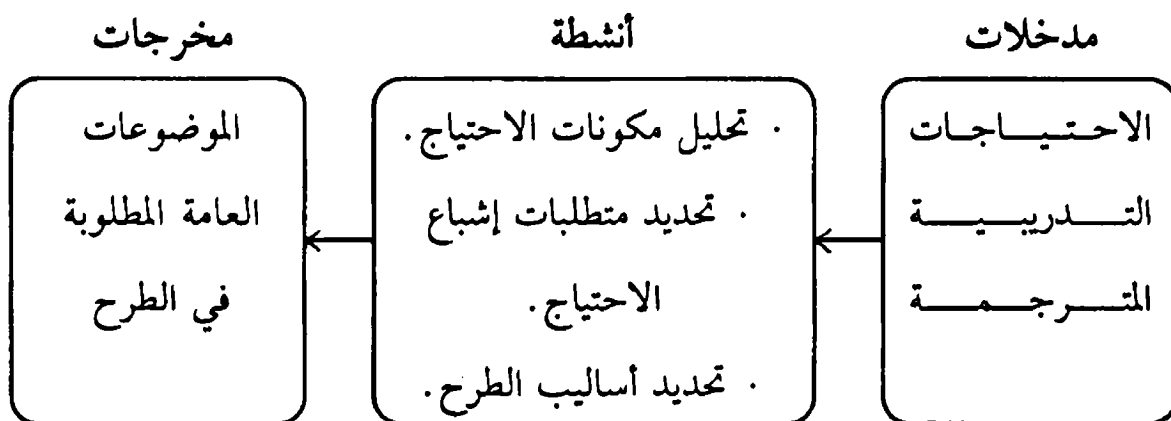 مدخلات
الاحتياجات
التدريبية
المترجمة
أنشطة
· تحليل مكونات الاحتياج.
· تحديد متطلبات إشباع
الاحتياج.
· تحديد أساليب الطرح.
مخرجات
الموضوعات
العامة المطلوبة
في الطرح